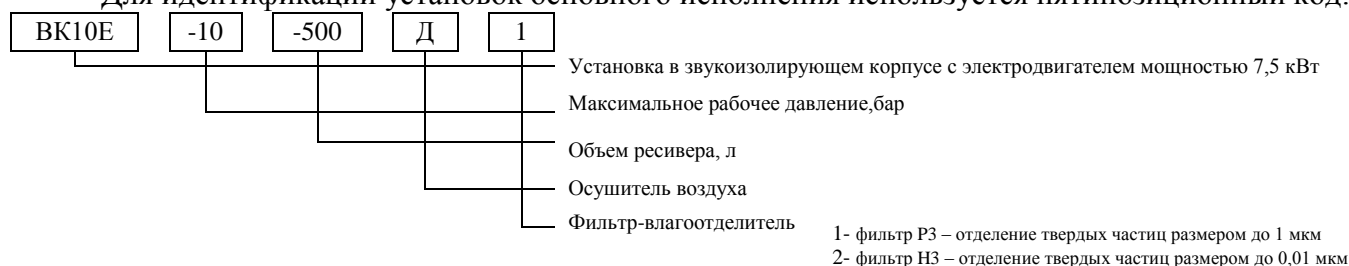 Для идентификации установок основного исполнения используется пятипозиционный код:
ВК10Е -10 -500 Д 1
Установка в звукоизолирующем корпусе с электродвигателем мощностью 7,5 кВт
Максимальное рабочее давление,бар
Объем ресивера, л
Осушитель воздуха
Фильтр-влагоотделитель
1- фильтр Р3 – отделение твердых частиц размером до 1 мкм
2- фильтр Н3 – отделение твердых частиц размером до 0,01 мкм